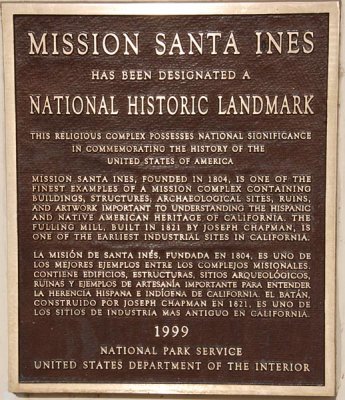 MISSION SANTA INES
HAS BEEN DESIGNATED A
NATIONAL HISTORIC LANDMARK
THIS RELIGIOUS COMPLEX POSSESSES NATIONAL SIGNIFICANCE
IN COMMEMORATING THE HISTORY OF THE
UNITED STATES OF AMERICA
MISSION SANTA INES, FOUNDED IN 1804, IS ONE OF THE
FINEST EXAMPLES OF A MISSION COMPLEX CONTAINING
BUILDINGS, STRUCTURES, ARCHAEOLOGICAL SITES, RUINS,
AND ARTWORK IMPORTANT TO UNDERSTANDING THE HISPANIC
AND NATIVE AMERICAN HERITAGE OF CALIFORNIA. THE
FULLING MILL, BUILT IN 1821 BY JOSEPH CHAPMAN, IS
ONE OF THE EARLIEST INDUSTRIAL SITES IN CALIFORNIA.
LA MISIÓN DE SANTA INÉS, FUNDADA EN 1804, ES UNO DE
LOS MEJORES EJEMPLOS ENTRE LOS COMPLEJOS MISIONALES.
CONTIENE EDIFICIOS, ESTRUCTURAS, SITIOS ARQUEOLÓGICOS,
RUINAS Y EJEMPLOS DE ARTESANÍA IMPORTANTE PARA ENTENDER
LA HERENCIA HISPANA E INDÍGENA DE CALIFORNIA. EL BATÁN,
CONSTRUIDO POR JOSEPH CHAPMAN EN 1821, ES UNO DE
LOS SITIOS DE INDUSTRIA MAS ANTIGUO EN CALIFORNIA.
1999
NATIONAL PARK SERVICE
UNITED STATES DEPARTMENT OF THE INTERIOR